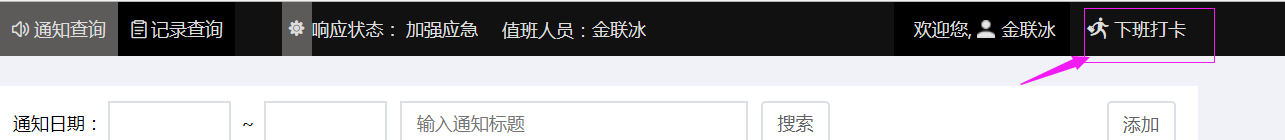 通知查询 记录查询 响应状态： 加强应急 值班人员：金联冰 欢迎您, 金联冰 下班打卡
通知日期： ~ 输入通知标题 搜索 添加